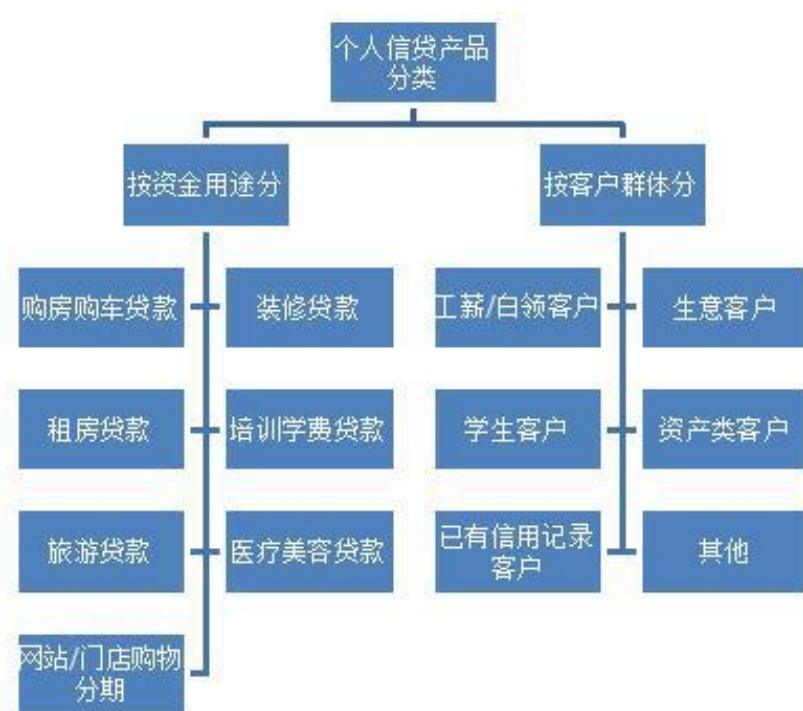 个人信贷产品
分类
按资金用途分
按客户群体分
购房购车贷款
装修贷款
工薪/白领客户
生意客户
租房贷款
培训学费贷款
学生客户
资产类客户
旅游贷款
医疗美容贷款
已有信用记录
客户
其他
网站/门店购物
分期